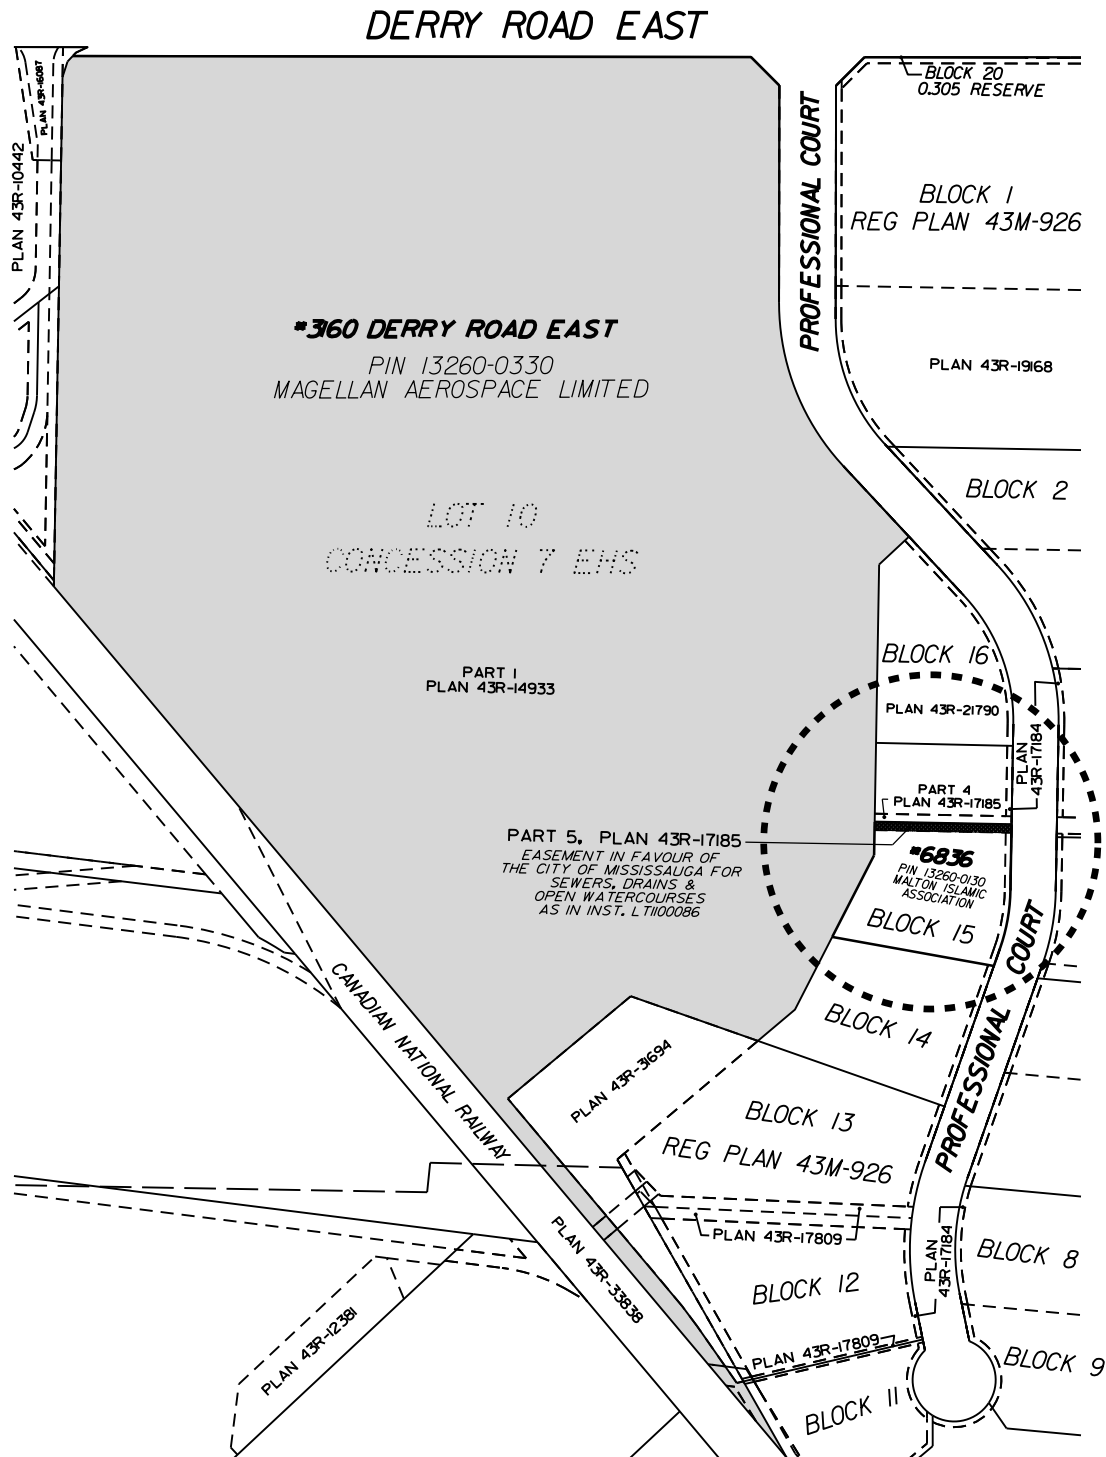 DERRY ROAD EAST
PLAN 43R-16087
PLAN 43R-10442
BLOCK 20
0.305 RESERVE
PROFESSIONAL COURT
BLOCK 1
REG PLAN 43M-926
#3160 DERRY ROAD EAST
PIN 13260-0330
MAGELLAN AEROSPACE LIMITED
PLAN 43R-19168
BLOCK 2
LOT 10
CONCESSION 7 EHS
BLOCK 16
PART 1
PLAN 43R-14933
PLAN 43R-21790
PLAN
43R-17184
PART 4
PLAN 43R-17185
PART 5, PLAN 43R-17185
EASEMENT IN FAVOUR OF
THE CITY OF MISSISSAUGA FOR
SEWERS, DRAINS &
OPEN WATERCOURSES
AS IN INST. LT1100086
#6836
PIN 13260-0130
MALTON ISLAMIC
ASSOCIATION
BLOCK 15
PROFESSIONAL COURT
BLOCK 14
CANADIAN NATIONAL RAILWAY
PLAN 43R-31694
BLOCK 13
REG PLAN 43M-926
PLAN 43R-17809
PLAN 43R-33838
PLAN
43R-17184
BLOCK 8
BLOCK 12
PLAN 43R-12381
PLAN 43R-17809
BLOCK 9
BLOCK 11